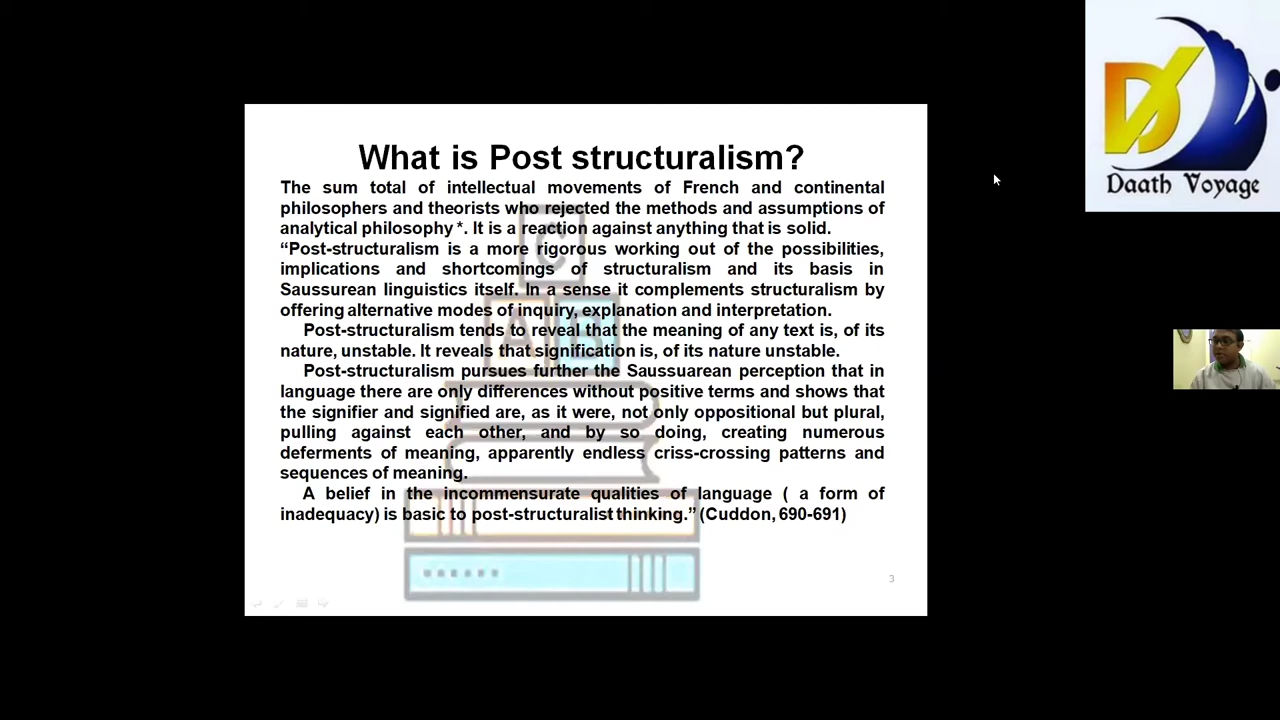 What is Post structuralism?
The sum total of intellectual movements of French and continental
philosophers and theorists who rejected the methods and assumptions of
analytical philosophy *. It is a reaction against anything that is solid.
“Post-structuralism is a more rigorous working out of the possibilities,
implications and shortcomings of structuralism and its basis in
Saussurean linguistics itself. In a sense it complements structuralism by
offering alternative modes of inquiry, explanation and interpretation.
Post-structuralism tends to reveal that the meaning of any text is, of its
nature, unstable. It reveals that signification is, of its nature unstable.
Post-structuralism pursues further the Saussuarean perception that in
language there are only differences without positive terms and shows that
the signifier and signified are, as it were, not only oppositional but plural,
pulling against each other, and by so doing, creating numerous
deferments of meaning, apparently endless criss-crossing patterns and
sequences of meaning.
A belief in the incommensurate qualities of language ( a form of
inadequacy) is basic to post-structuralist thinking.” (Cuddon, 690-691)
C
A B
3
D
Daath Voyage